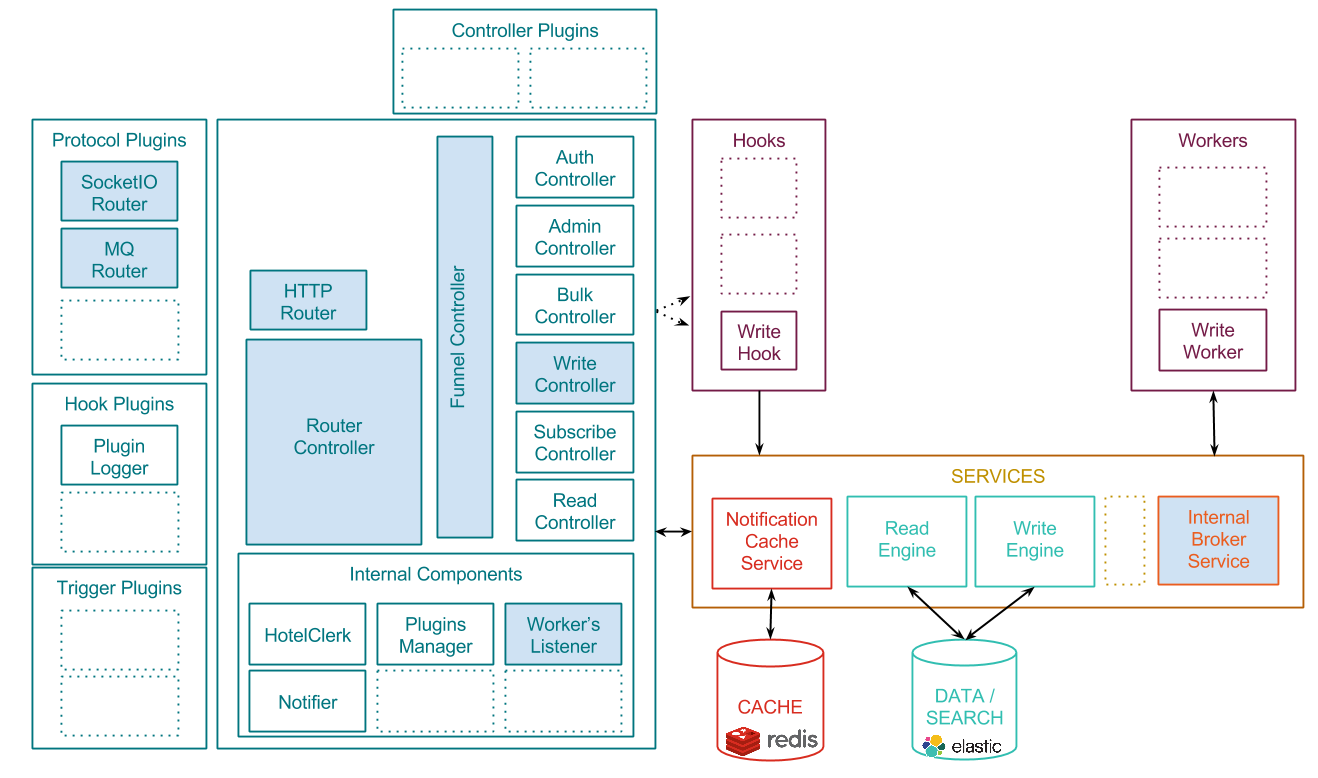 Controller Plugins
Protocol Plugins
SocketIO
Router
MQ
Router
Hook Plugins
Plugin
Logger
Trigger Plugins
HTTP
Router
Router
Controller
Funnel Controller
Auth
Controller
Admin
Controller
Bulk
Controller
Write
Controller
Subscribe
Controller
Read
Controller
Internal Components
HotelClerk
Plugins
Manager
Worker’s
Listener
Notifier
Hooks
Write
Hook
Workers
Write
Worker
SERVICES
Notification
Cache
Service
Read
Engine
Write
Engine
Internal
Broker
Service
CACHE
redis
DATA /
SEARCH
elastic